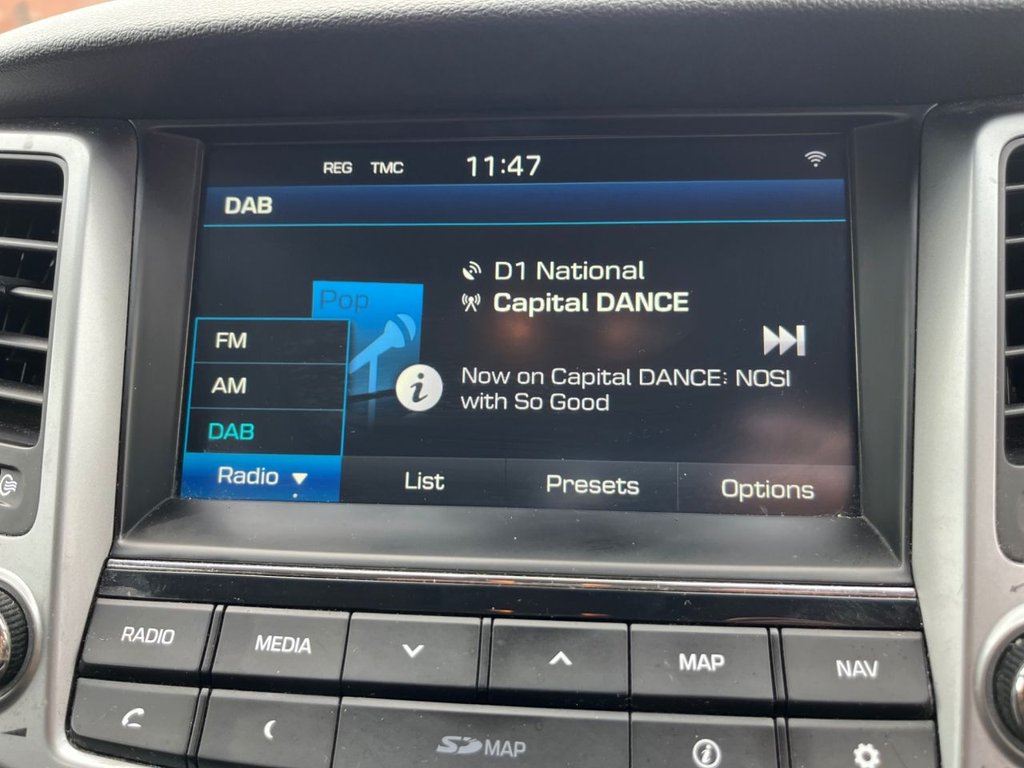 REG TMC 11:47
DAB
D1 National
Capital DANCE
Pop
FM
AM
DAB
Now on Capital DANCE: NOSI
with So Good
Radio List Presets Options
RADIO MEDIA MAP NAV
SD MAP